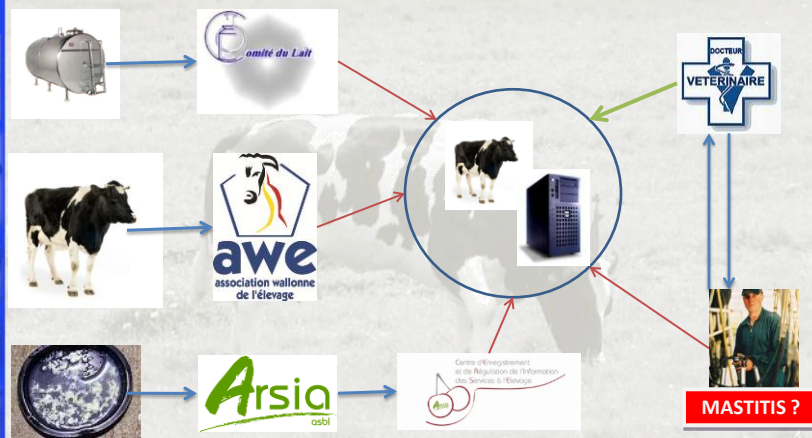 Comité du Lait
DOCTEUR
VETERINAIRE
awe
association wallonne
de l'élevage
Arsia
asbl
Centre d'Enregistrement
et de Régulation de l'Information
des Services à l'Elevage
Arsia
MASTITIS ?